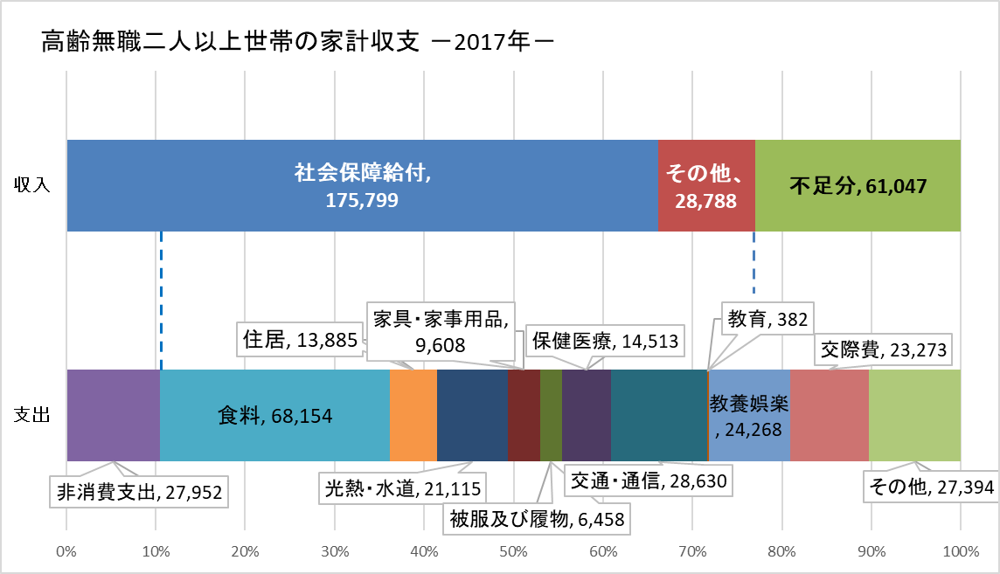 高齢無職二人以上世帯の家計収支 －2017年－
収入
社会保障給付,
175,799
その他、
28,788
不足分, 61,047
住居, 13,885
家具・家事用品,
9,608
保健医療, 14,513
教育, 382
交際費, 23,273
支出
食料, 68,154
教養娯楽
, 24,268
非消費支出, 27,952
光熱・水道, 21,115
被服及び履物, 6,458
交通・通信, 28,630
その他, 27,394
0%
10%
20%
30%
40%
50%
60%
70%
80%
90%
100%